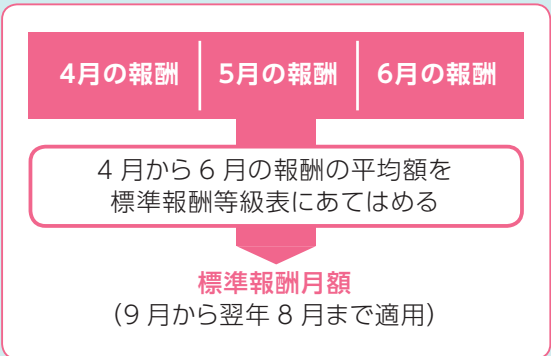 4月の報酬 5月の報酬 6月の報酬
4月から6月の報酬の平均額を
標準報酬等級表にあてはめる
標準報酬月額
(9月から翌年8月まで適用)